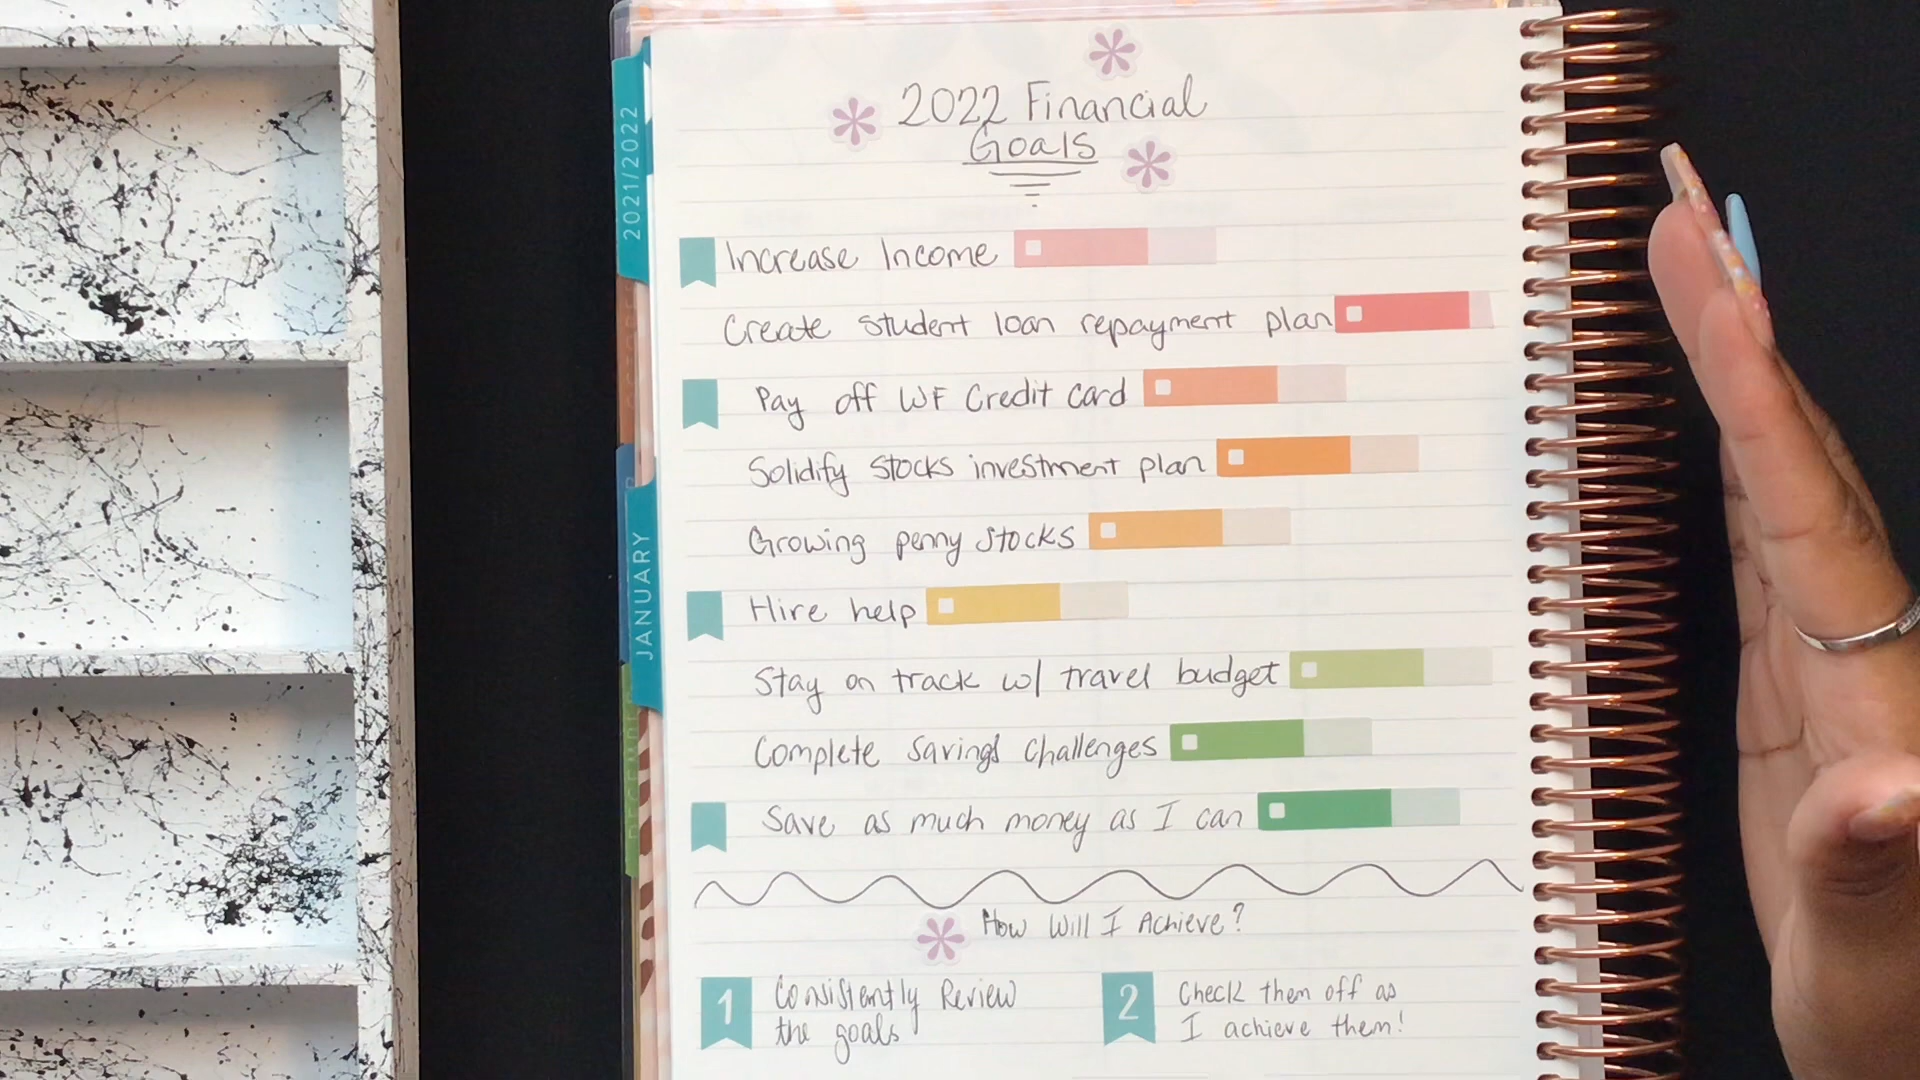 2021/2022
JANUARY
2022 Financial
Goals
Increase Income
Create student loan repayment plan
Pay off WF Credit Card
Solidify Stocks investment plan
Growing penny stocks
Hire help
Stay on track w/ travel budget
Complete Savings Challenges
Save as much money as I can
How Will I Achieve?
1 Consistently Review
the goals
2 Check them off as
I achieve them!